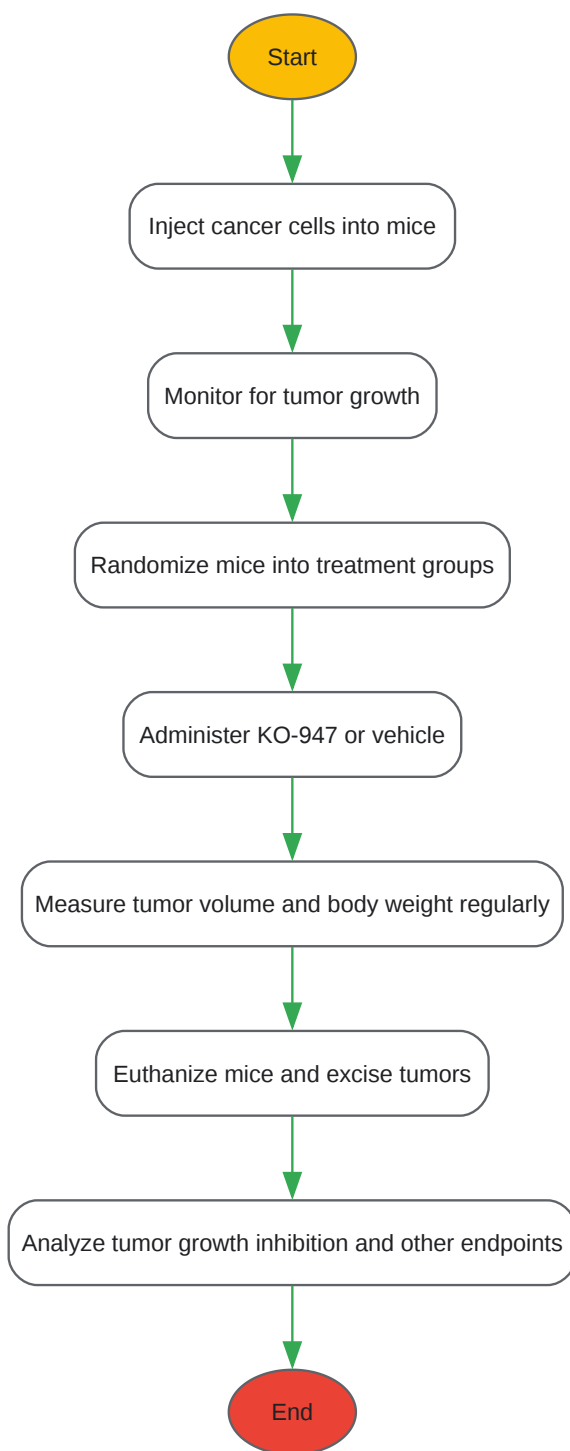 Start
Inject cancer cells into mice
Monitor for tumor growth
Randomize mice into treatment groups
Administer KO-947 or vehicle
Measure tumor volume and body weight regularly
Euthanize mice and excise tumors
Analyze tumor growth inhibition and other endpoints
End